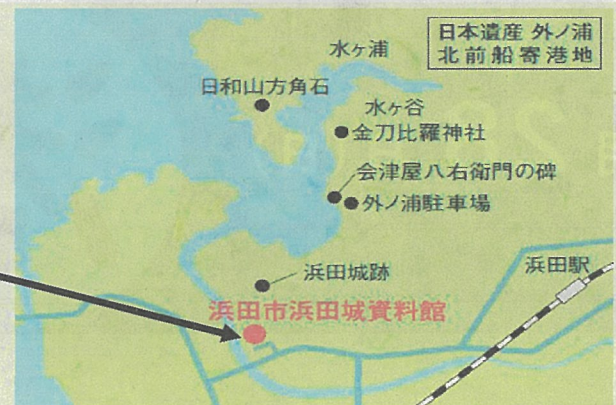 日本遺産 外ノ浦
北前船寄港地
水ヶ浦
日和山方角石
水ヶ谷
金刀比羅神社
会津屋八右衛門の碑
外ノ浦駐車場
浜田城跡
浜田駅
浜田市浜田城資料館